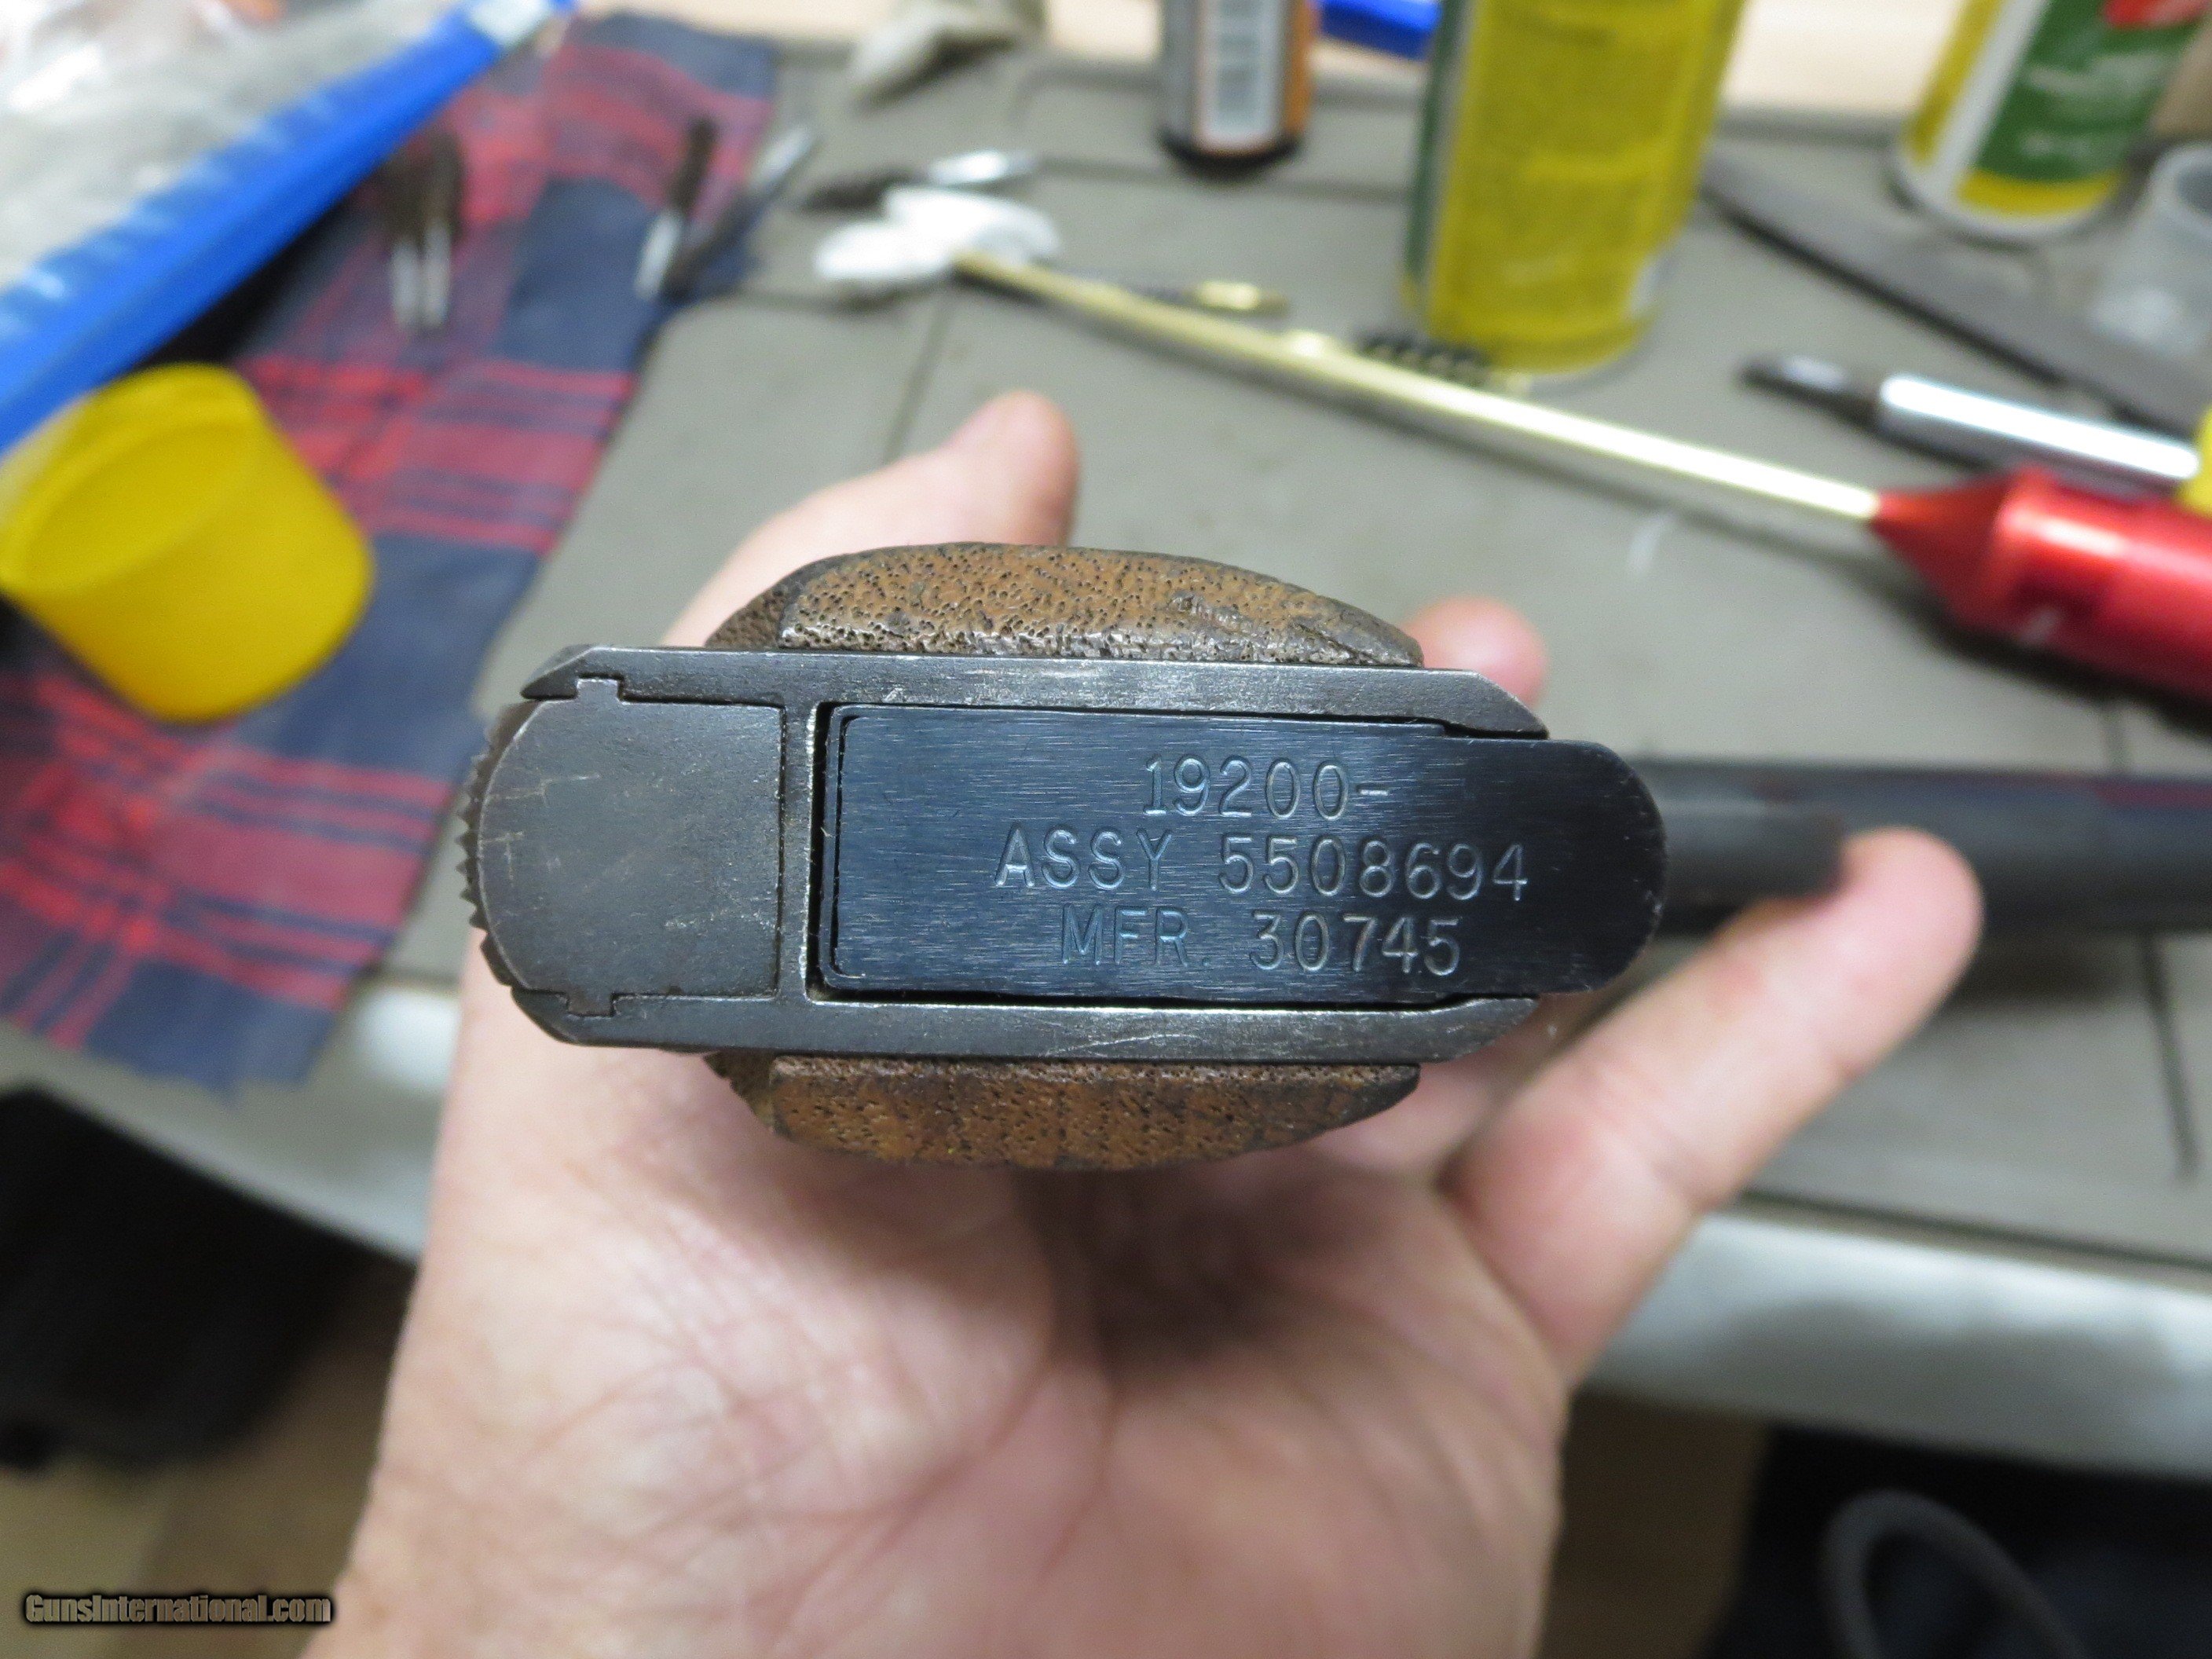 19200-
ASSY 5508694
MFR. 30745
GunsInternational.com